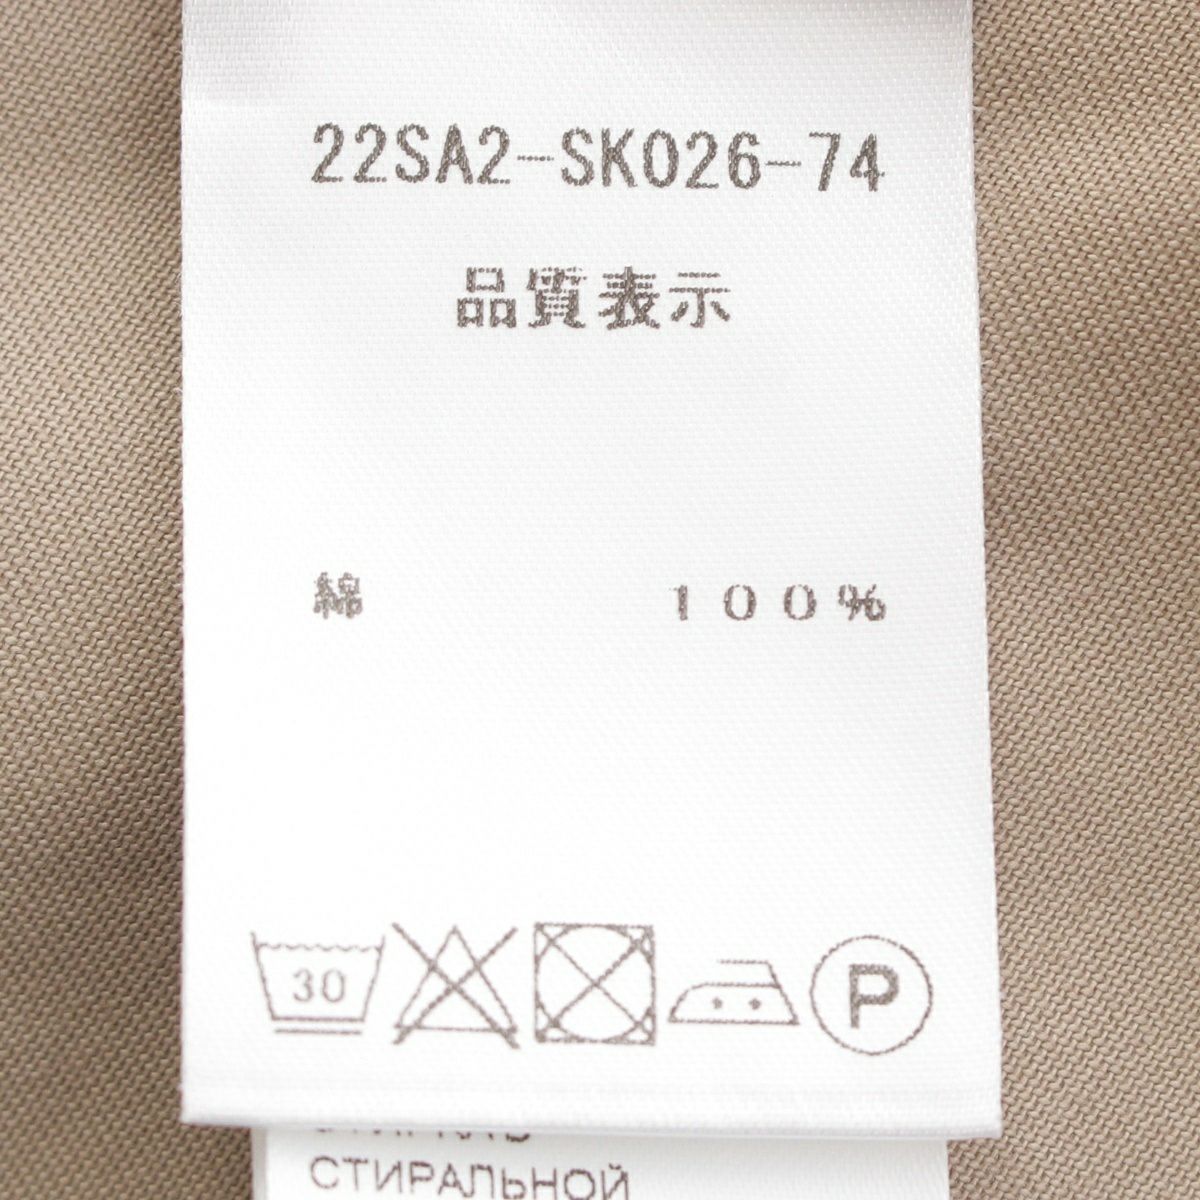 22SA2-SK026-74
品質表示
綿 100%
30 P
СТИРАЛЬНОЙ